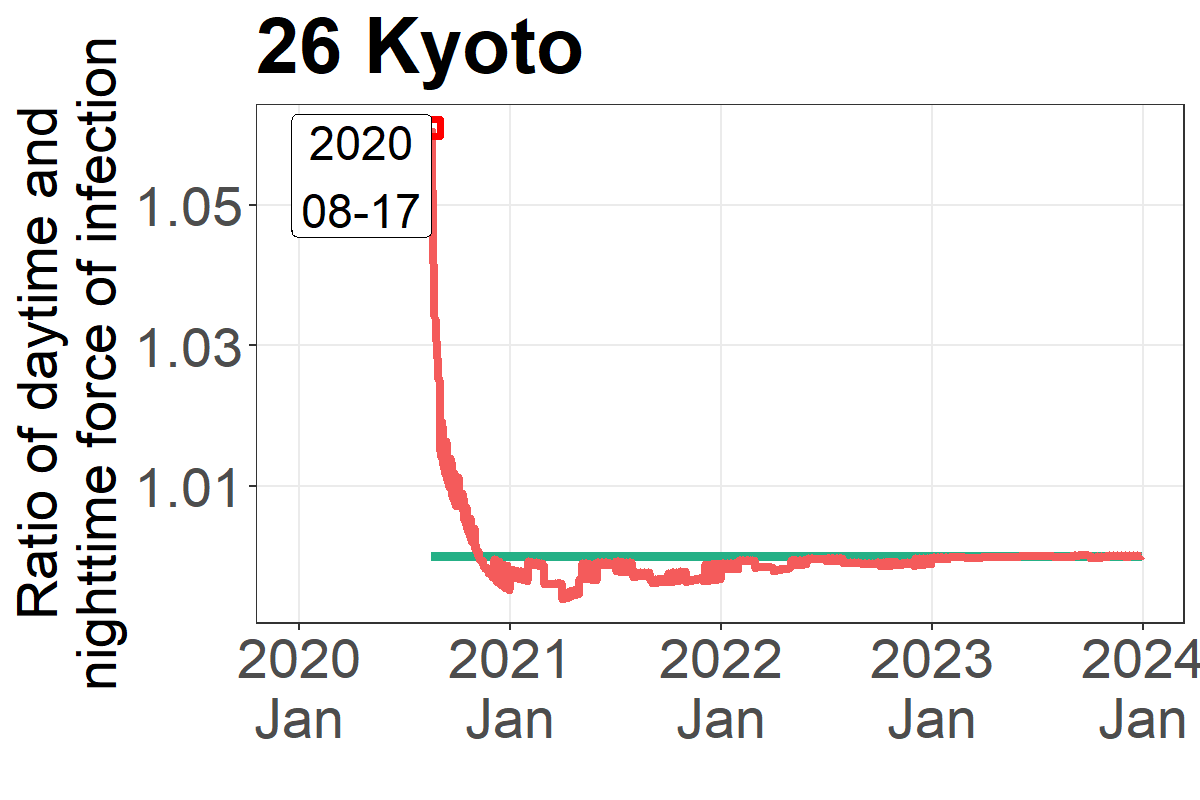 26 Kyoto
Ratio of daytime and
nighttime force of infection
2020
08-17
1.05
1.03
1.01
2020 2021 2022 2023 2024
Jan Jan Jan Jan Jan